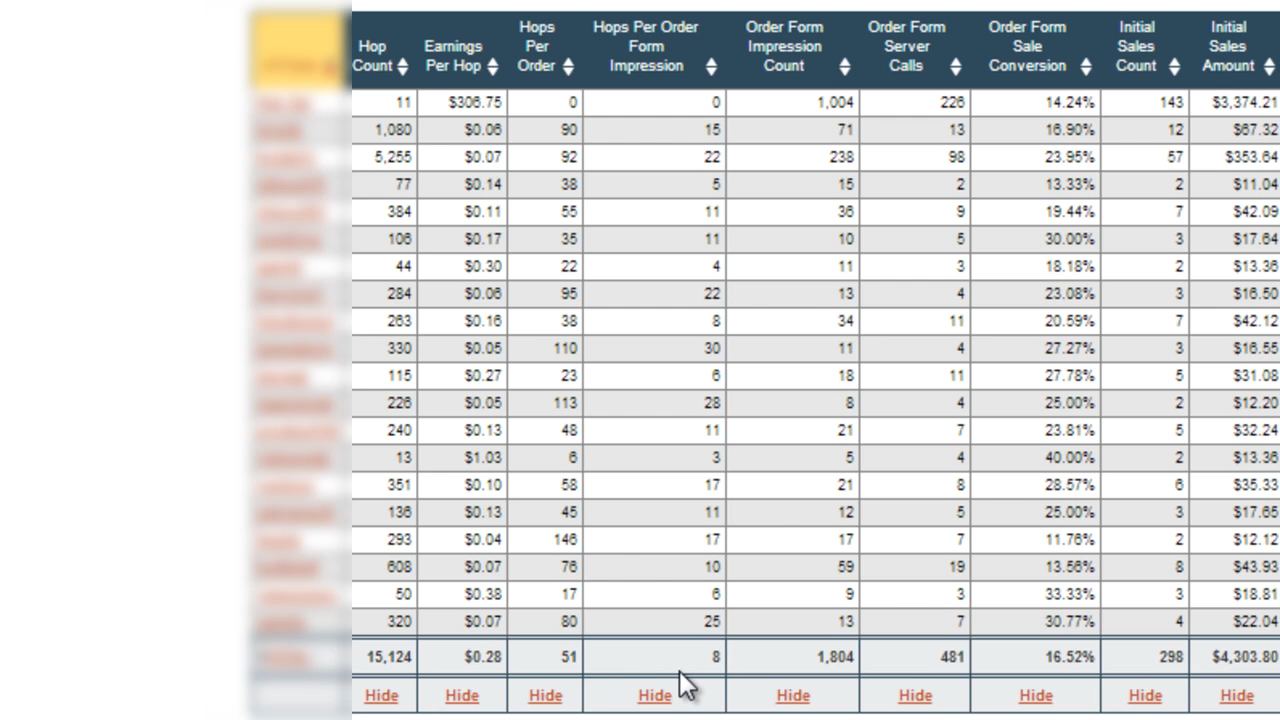 Hop Count Earnings Per Hop Hops Per Order Hops Per Order Form Impression Order Form Impression Count Order Form Server Calls Order Form Sale Conversion Initial Sales Count Initial Sales Amount
11 $306.75 0 0 1,004 226 14.24% 143 $3,374.21
1,080 $0.06 90 15 71 13 16.90% 12 $67.32
5,255 $0.07 92 22 238 98 23.95% 57 $353.64
77 $0.14 38 5 15 2 13.33% 2 $11.04
384 $0.11 55 11 36 9 19.44% 7 $42.09
106 $0.17 35 11 10 5 30.00% 3 $17.64
44 $0.30 22 4 11 3 18.18% 2 $13.36
284 $0.06 95 22 13 4 23.08% 3 $16.50
263 $0.16 38 8 34 11 20.59% 7 $42.12
330 $0.05 110 30 11 4 27.27% 3 $16.55
115 $0.27 23 6 18 11 27.78% 5 $31.08
226 $0.05 113 28 8 4 25.00% 2 $12.20
240 $0.13 48 11 21 7 23.81% 5 $32.24
13 $1.03 6 3 5 4 40.00% 2 $13.36
351 $0.10 58 17 21 8 28.57% 6 $35.33
136 $0.13 45 11 12 5 25.00% 3 $17.65
293 $0.04 146 17 17 7 11.76% 2 $12.12
608 $0.07 76 10 59 19 13.56% 8 $43.93
50 $0.38 17 6 9 3 33.33% 3 $18.81
320 $0.07 80 25 13 7 30.77% 4 $22.04
15,124 $0.28 51 8 1,804 481 16.52% 298 $4,303.80
Hide Hide Hide Hide Hide Hide Hide Hide Hide